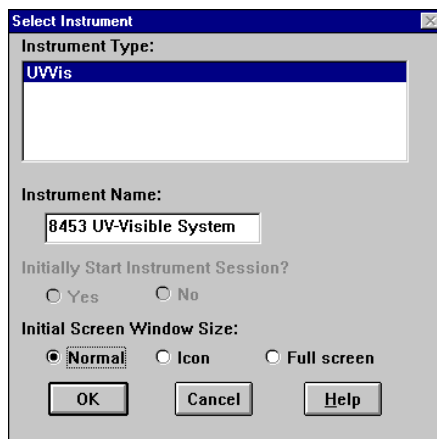 Select Instrument
Instrument Type:
UVVis
Instrument Name:
8453 UV-Visible System
Initially Start Instrument Session?
Yes No
Initial Screen Window Size:
Normal Icon Full screen
OK Cancel Help